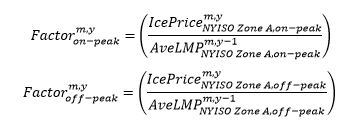 Factor^{m,y}_{on-peak} = (IcePrice^{m,y}_{NYISO Zone A,on-peak} / AveLMP^{m,y-1}_{NYISO Zone A,on-peak})
Factor^{m,y}_{off-peak} = (IcePrice^{m,y}_{NYISO Zone A,off-peak} / AveLMP^{m,y-1}_{NYISO Zone A,off-peak})